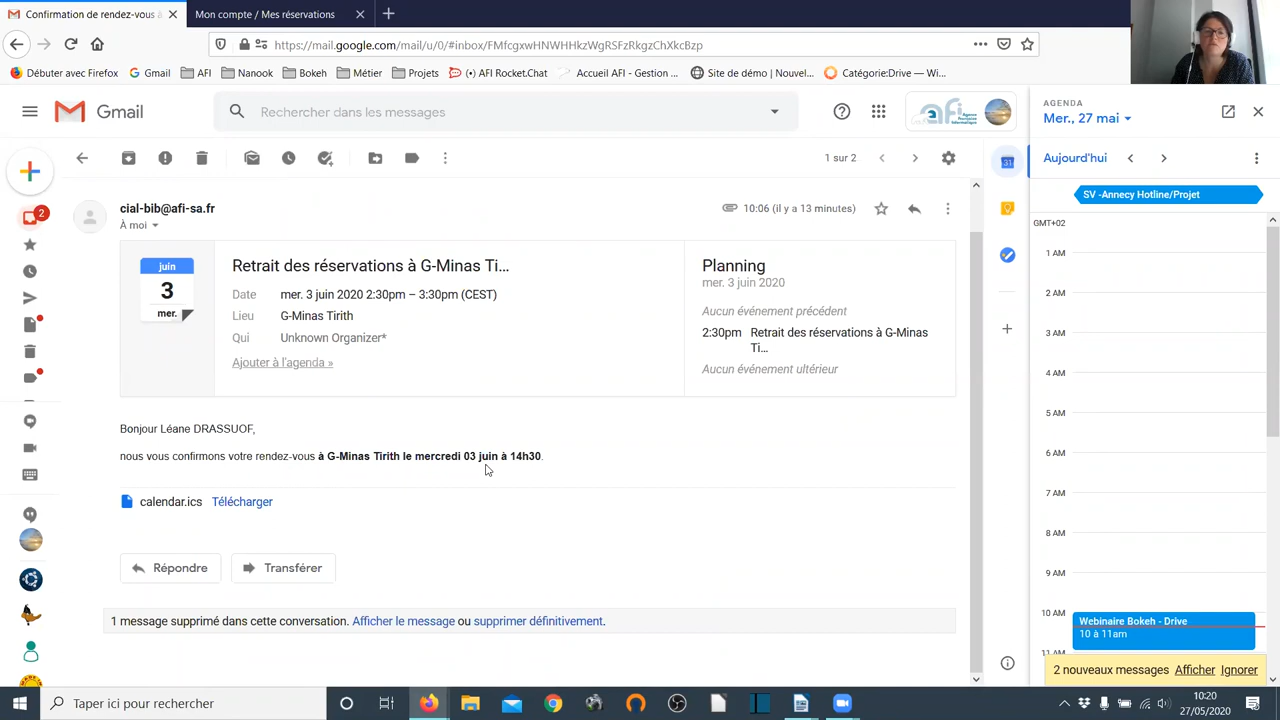 Confirmation de rendez-vous à
Mon compte / Mes réservations
https://mail.google.com/mail/u/0/#inbox/FMfcgxwHNWHHkzWgRSFzRkgzChXkcBzp
Débuter avec Firefox
Gmail
AFI
Nanook
Bokeh
Métier
Projets
(•) AFI Rocket.Chat
Accueil AFI - Gestion ...
Site de démo | Nouvel...
Catégorie:Drive — Wi...
Gmail
Rechercher dans les messages
afi
AGENDA
Mer., 27 mai
1 sur 2
Aujourd'hui
SV -Annecy Hotline/Projet
2
cial-bib@afi-sa.fr
À moi
10:06 (il y a 13 minutes)
juin
3
mer.
Retrait des réservations à G-Minas Ti...
Date mer. 3 juin 2020 2:30pm – 3:30pm (CEST)
Lieu G-Minas Tirith
Qui Unknown Organizer*
Ajouter à l'agenda »
Planning
mer. 3 juin 2020
Aucun événement précédent
2:30pm Retrait des réservations à G-Minas
Ti...
Aucun événement ultérieur
Bonjour Léane DRASSUOF,
nous vous confirmons votre rendez-vous à G-Minas Tirith le mercredi 03 juin à 14h30.
calendar.ics Télécharger
Répondre
Transférer
1 message supprimé dans cette conversation. Afficher le message ou supprimer définitivement.
31
GMT+02
1 AM
2 AM
3 AM
4 AM
5 AM
6 AM
7 AM
8 AM
9 AM
10 AM
Webinaire Bokeh - Drive
10 à 11am
11 AM
2 nouveaux messages Afficher Ignorer
Taper ici pour rechercher
10:20
27/05/2020